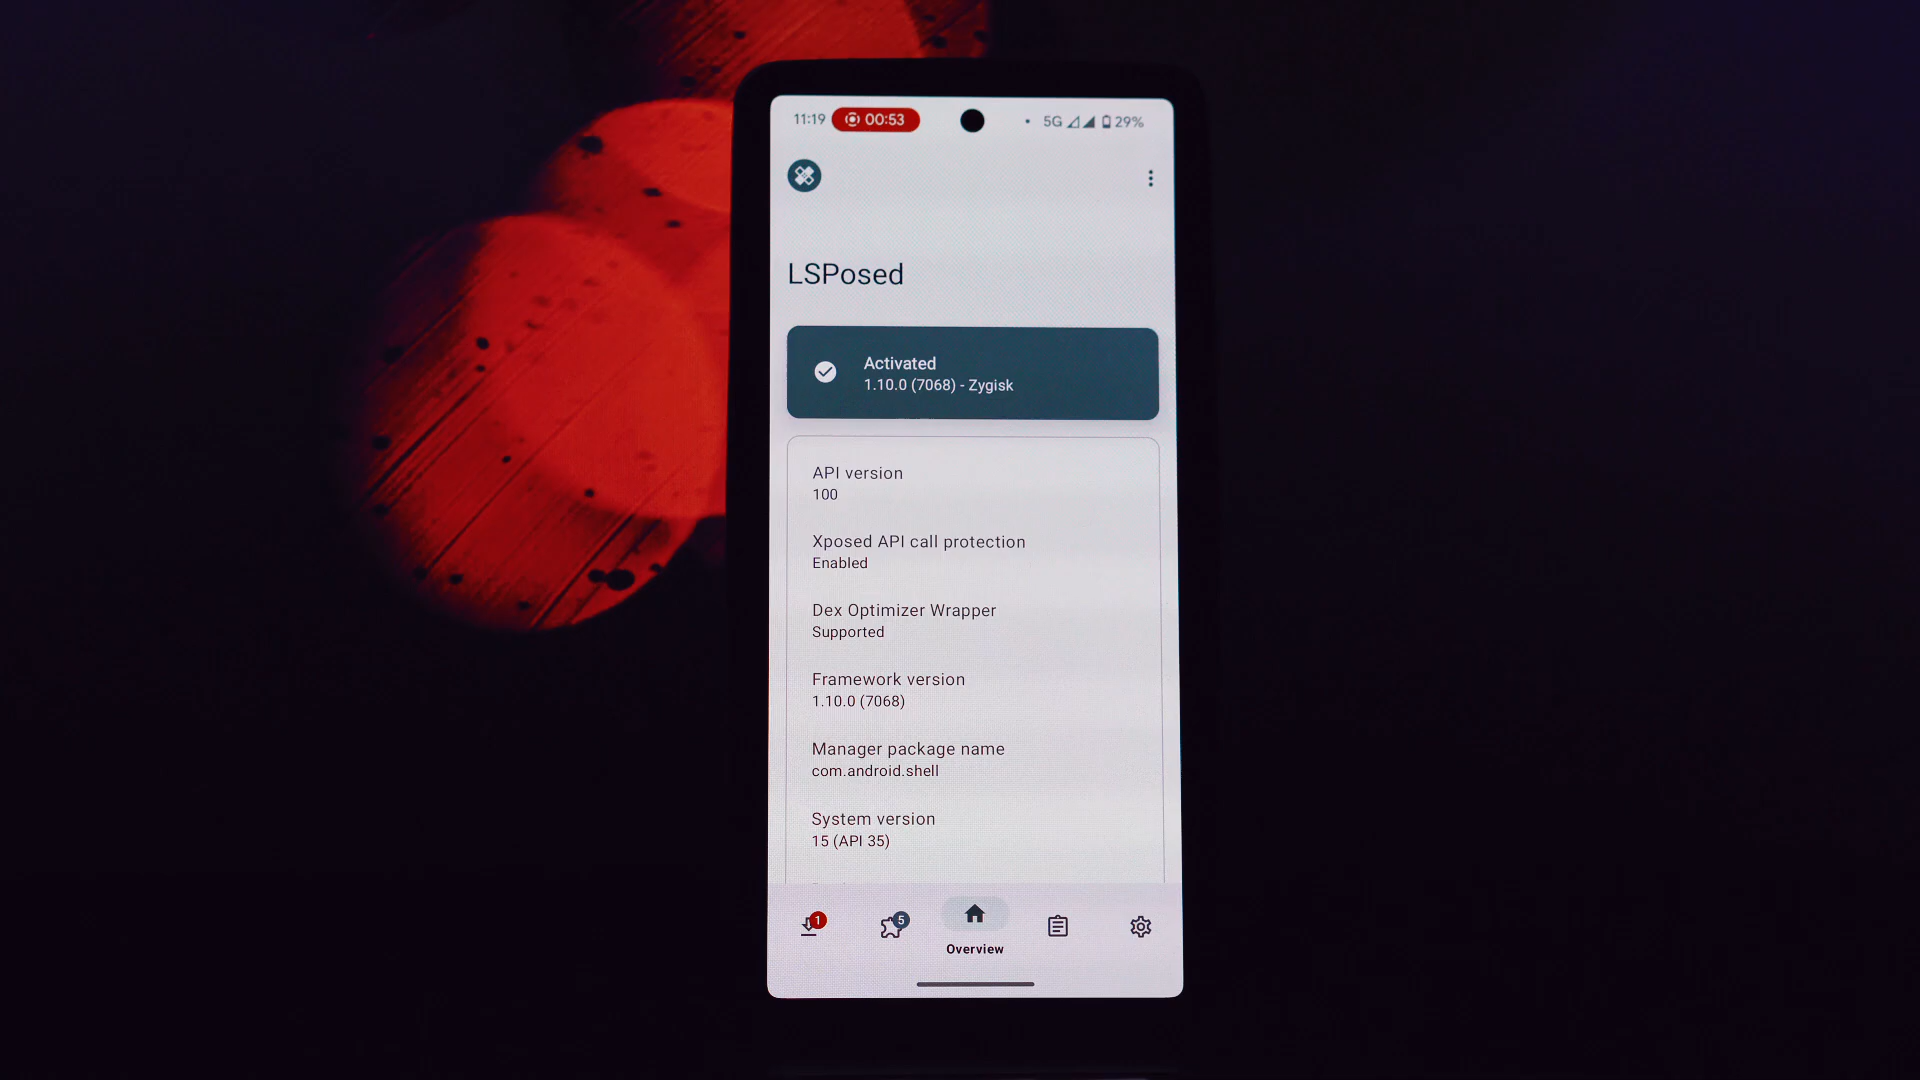 11:19 00:53 5G 29%
LSPosed
Activated
1.10.0 (7068) - Zygisk
API version
100
Xposed API call protection
Enabled
Dex Optimizer Wrapper
Supported
Framework version
1.10.0 (7068)
Manager package name
com.android.shell
System version
15 (API 35)
1 5
Overview